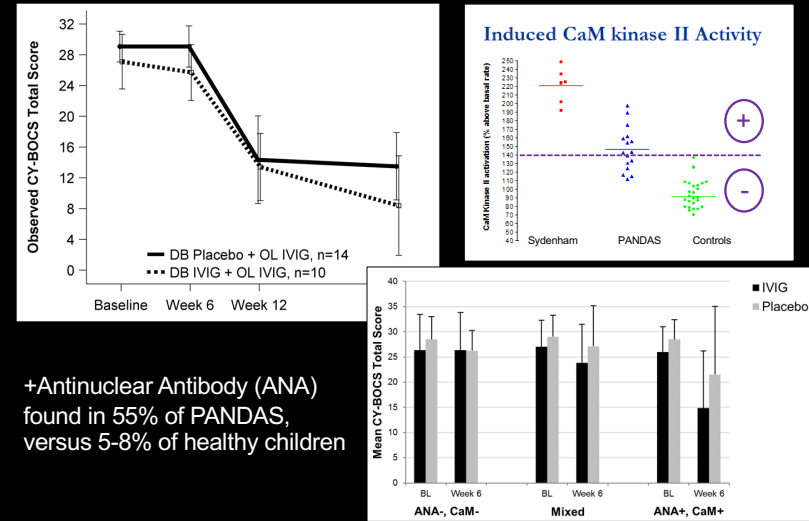 Observed CY-BOCS Total Score
32
28
24
20
16
12
8
4
0
DB Placebo + OL IVIG, n=14
DB IVIG + OL IVIG, n=10
Baseline Week 6 Week 12
Induced CaM kinase II Activity
CaM Kinase II activation (% above basal rate)
250
240
230
220
210
200
190
180
170
160
150
140
130
120
110
100
90
80
70
60
50
40
+
-
Sydenham PANDAS Controls
+Antinuclear Antibody (ANA)
found in 55% of PANDAS,
versus 5-8% of healthy children
Mean CY-BOCS Total Score
40
35
30
25
20
15
10
5
0
IVIG
Placebo
BL Week 6 BL Week 6 BL Week 6
ANA-, CaM- Mixed ANA+, CaM+